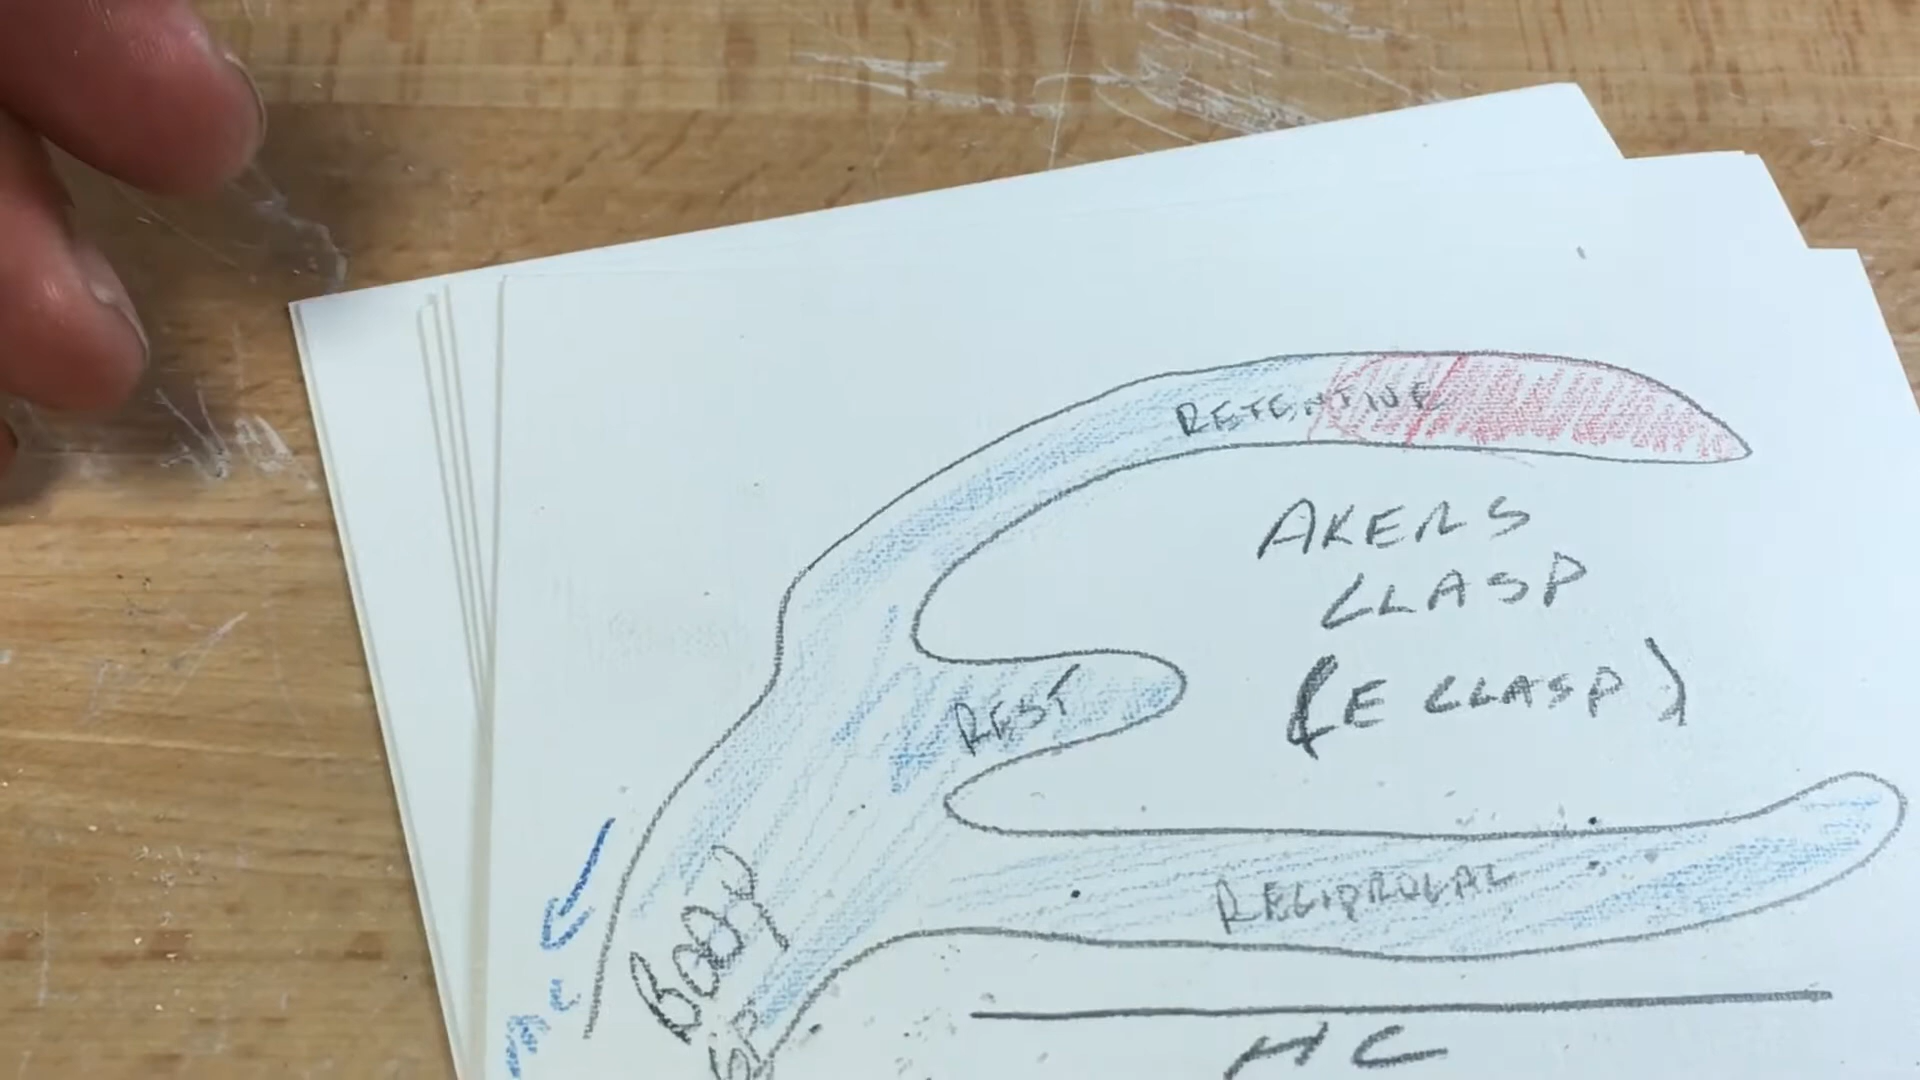 RETENTIVE
AKERS
CLASP
REST
(E CLASP)
RECIPROCAL
BODY
HC